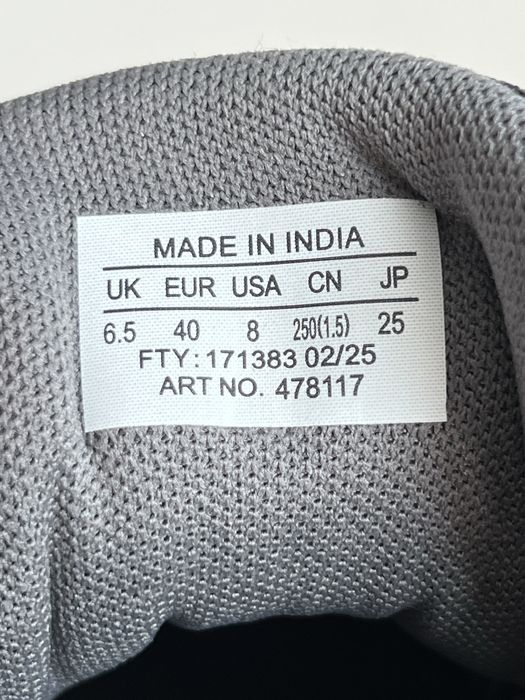 MADE IN INDIA
UK EUR USA CN JP
6.5 40 8 250(1.5) 25
FTY: 171383 02/25
ART NO. 478117